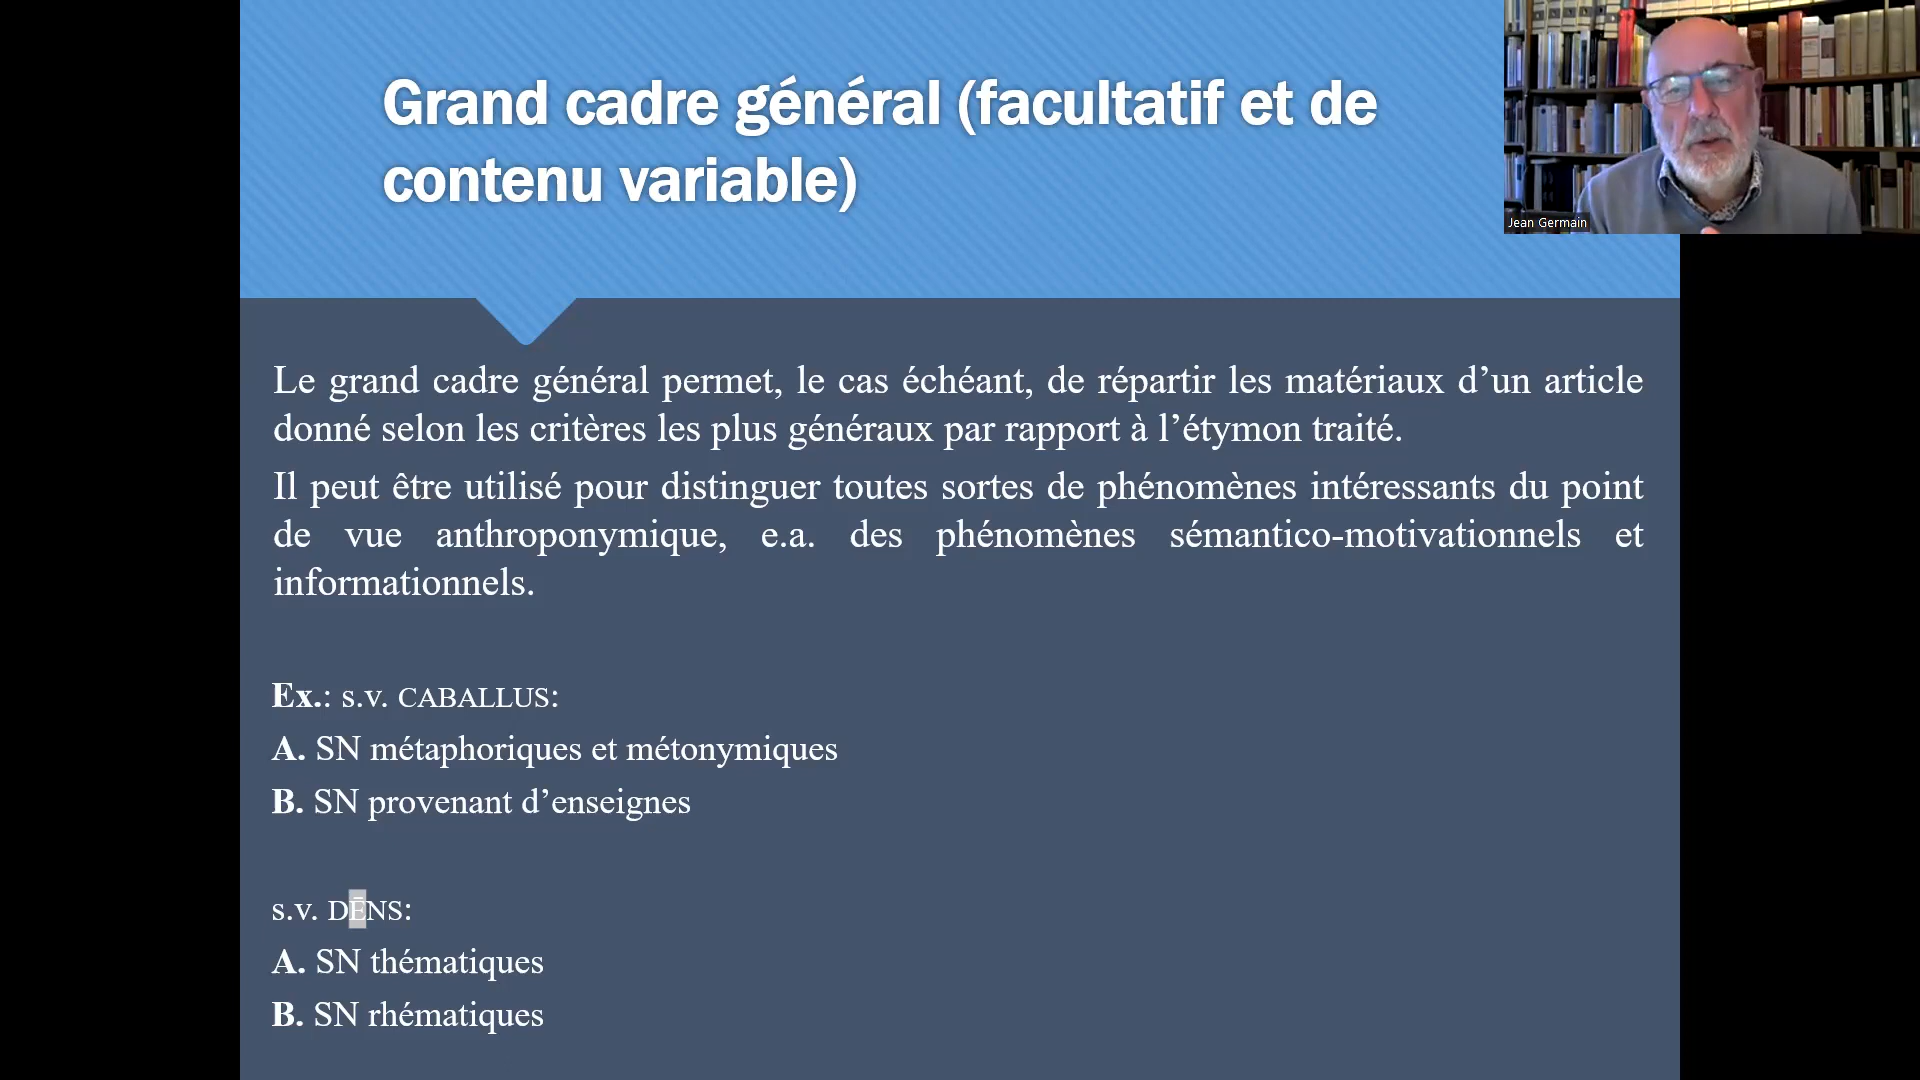 Grand cadre général (facultatif et de
contenu variable)
Jean Germain
Le grand cadre général permet, le cas échéant, de répartir les matériaux d’un article
donné selon les critères les plus généraux par rapport à l’étymon traité.
Il peut être utilisé pour distinguer toutes sortes de phénomènes intéressants du point
de vue anthroponymique, e.a. des phénomènes sémantico-motivationnels et
informationnels.
Ex.: s.v. CABALLUS:
A. SN métaphoriques et métonymiques
B. SN provenant d’enseignes
s.v. DĒNS:
A. SN thématiques
B. SN rhématiques